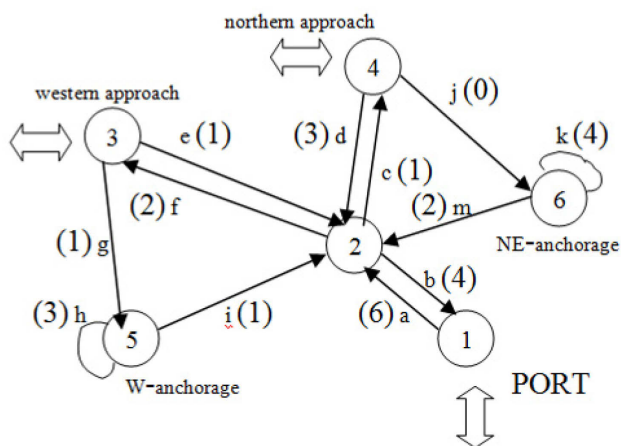 northern approach
4
j (0)
western approach
3
e (1)
(3) d
k (4)
c (1)
6
(2) f
(2) m
NE-anchorage
(1) g
2
b (4)
(3) h
5
i (1)
(6) a
1
W-anchorage
PORT